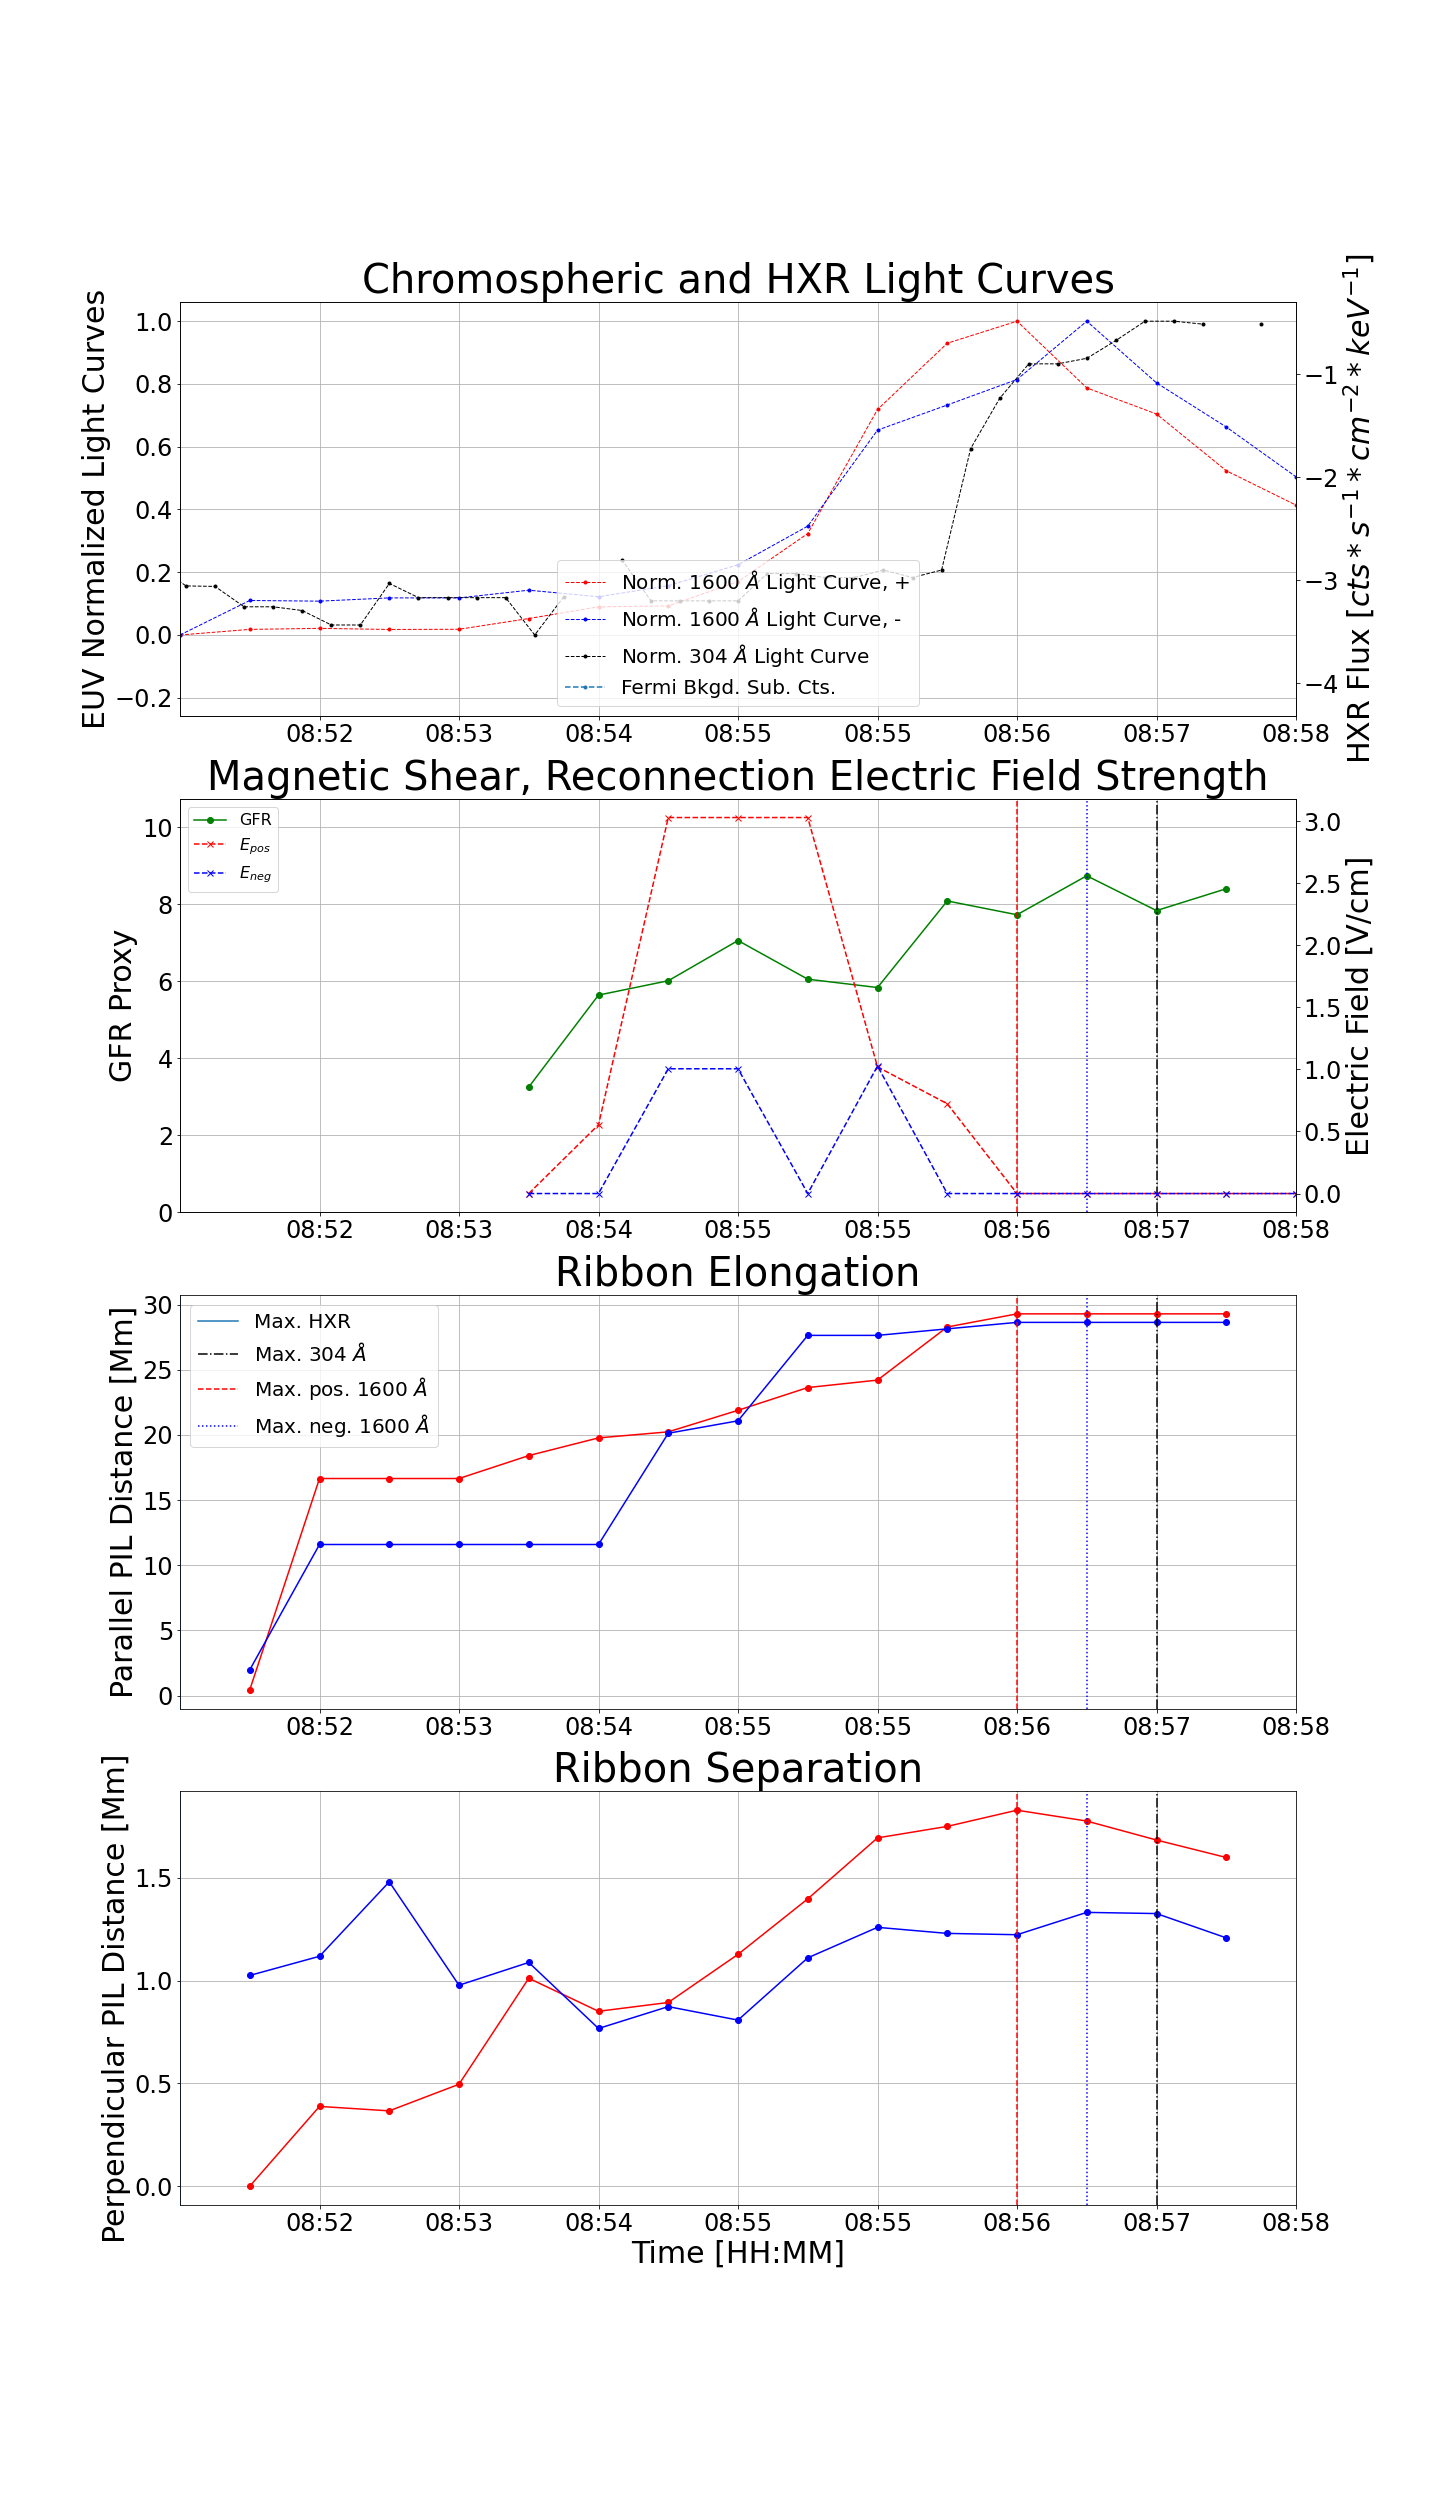 Chromospheric and HXR Light Curves
EUV Normalized Light Curves
1.0
0.8
0.6
0.4
0.2
0.0
−0.2
−1
−2
−3
−4
HXR Flux [cts * s⁻¹ * cm⁻² * keV⁻¹]
Norm. 1600 Å Light Curve, +
Norm. 1600 Å Light Curve, -
Norm. 304 Å Light Curve
Fermi Bkgd. Sub. Cts.
08:52 08:53 08:54 08:55 08:55 08:56 08:57 08:58
Magnetic Shear, Reconnection Electric Field Strength
GFR Proxy
10
8
6
4
2
0
GFR
E_pos
E_neg
3.0
2.5
2.0
1.5
1.0
0.5
0.0
Electric Field [V/cm]
08:52 08:53 08:54 08:55 08:55 08:56 08:57 08:58
Ribbon Elongation
Parallel PIL Distance [Mm]
30
25
20
15
10
5
0
Max. HXR
Max. 304 Å
Max. pos. 1600 Å
Max. neg. 1600 Å
08:52 08:53 08:54 08:55 08:55 08:56 08:57 08:58
Ribbon Separation
Perpendicular PIL Distance [Mm]
1.5
1.0
0.5
0.0
08:52 08:53 08:54 08:55 08:55 08:56 08:57 08:58
Time [HH:MM]